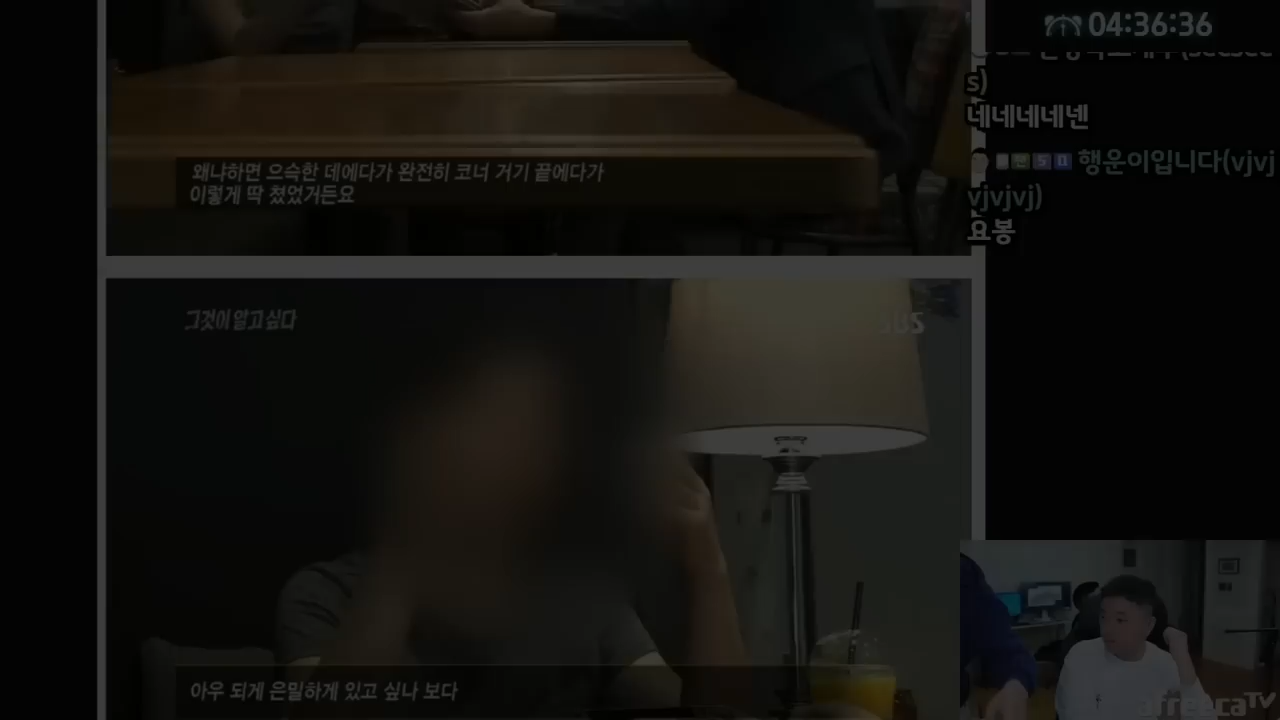 04:36:36
s)
네네네네넨
행운이입니다(vjvj
vjvjvj)
요봉
왜냐하면 으슥한 데에다가 완전히 코너 거기 끝에다가
이렇게 딱 쳤었거든요
그것이 알고싶다
SBS
아우 되게 은밀하게 있고 싶나 보다
afreecaTV